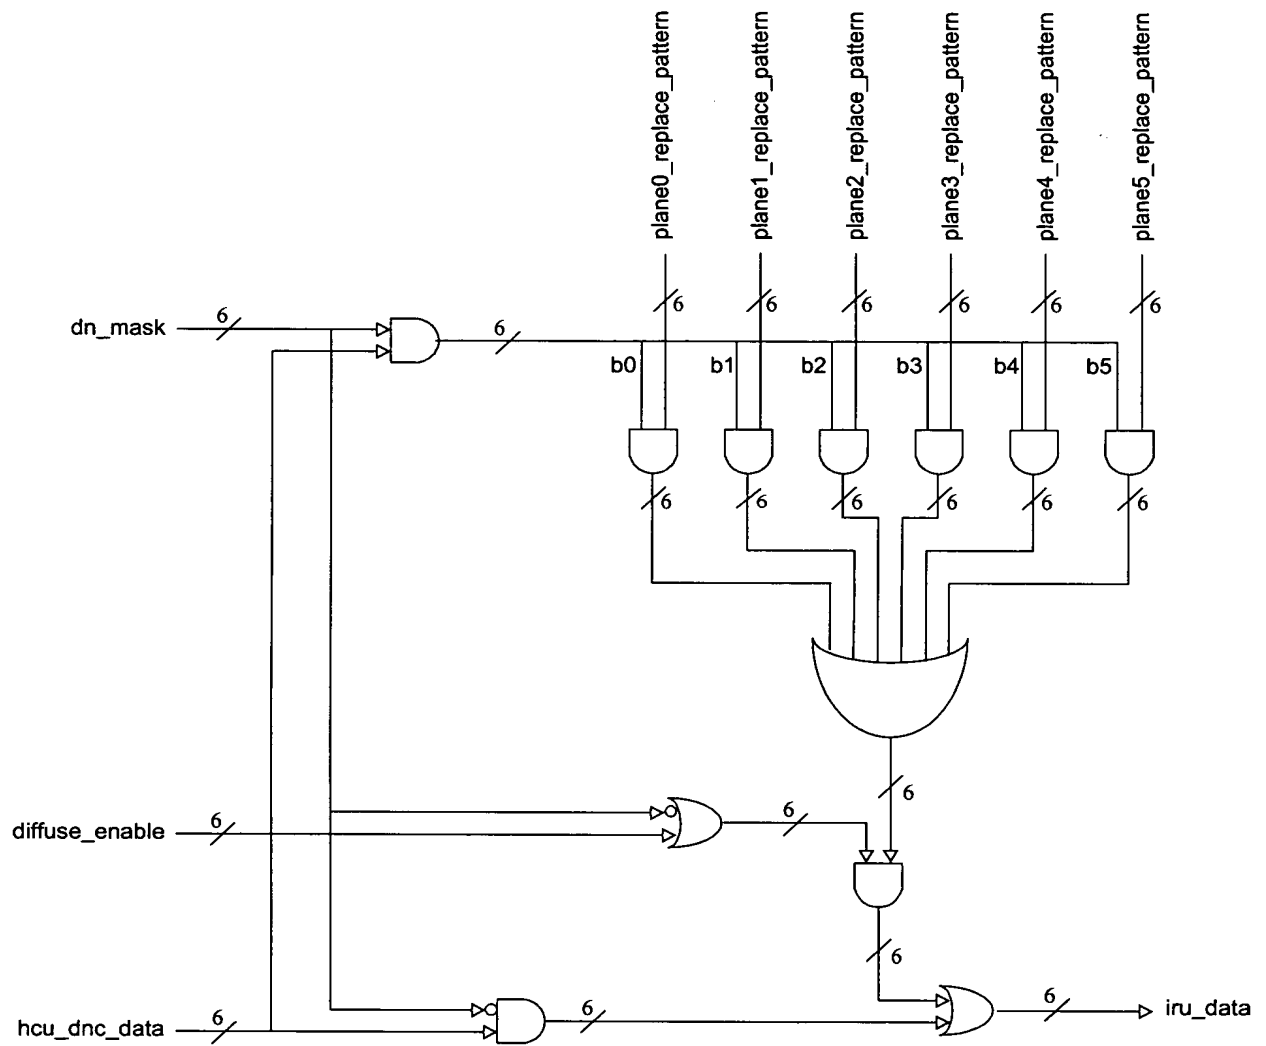 plane0_replace_pattern
plane1_replace_pattern
plane2_replace_pattern
plane3_replace_pattern
plane4_replace_pattern
plane5_replace_pattern
6 6 6 6 6 6
dn_mask 6 6
b0 b1 b2 b3 b4 b5
6 6 6 6 6 6
6
diffuse_enable 6 6
6
hcu_dnc_data 6 6 6 iru_data